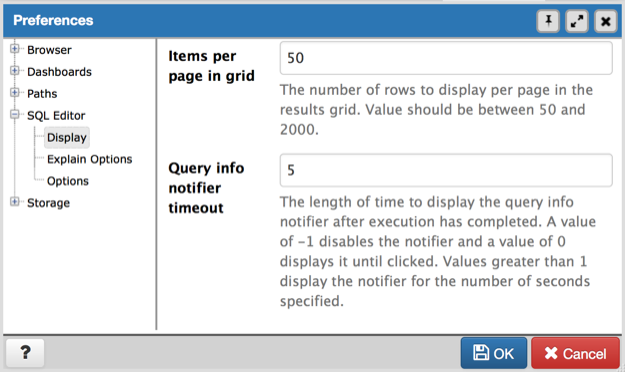 Preferences
Browser
Dashboards
Paths
SQL Editor
Display
Explain Options
Options
Storage
Items per
page in grid
50
The number of rows to display per page in the
results grid. Value should be between 50 and
2000.
Query info
notifier
timeout
5
The length of time to display the query info
notifier after execution has completed. A value
of −1 disables the notifier and a value of 0
displays it until clicked. Values greater than 1
display the notifier for the number of seconds
specified.
?
OK
Cancel